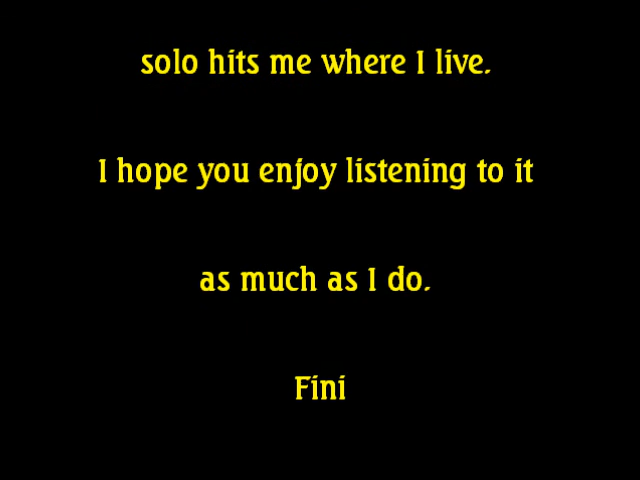 solo hits me where I live.
I hope you enjoy listening to it
as much as I do.
Fini